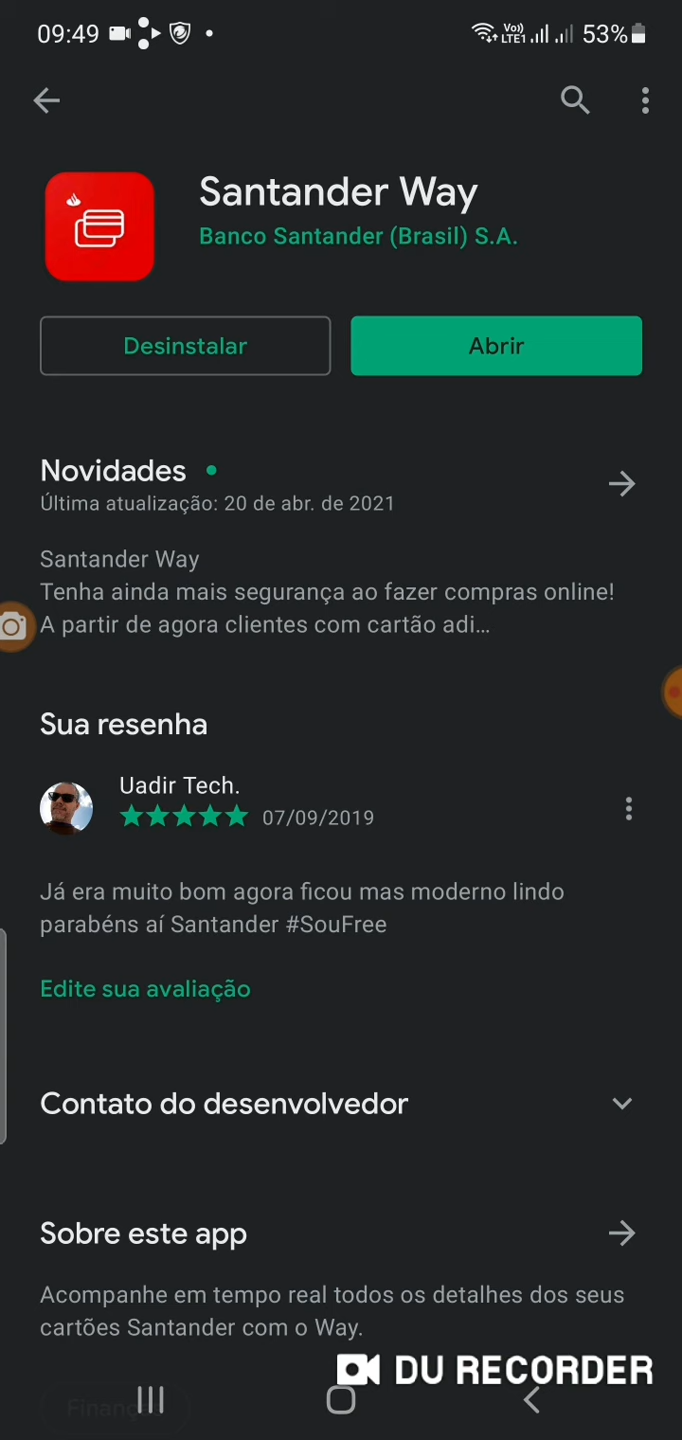 09:49
Vo)) LTE1
53%
Santander Way
Banco Santander (Brasil) S.A.
Desinstalar
Abrir
Novidades
Última atualização: 20 de abr. de 2021
Santander Way
Tenha ainda mais segurança ao fazer compras online!
A partir de agora clientes com cartão adi...
Sua resenha
Uadir Tech.
07/09/2019
Já era muito bom agora ficou mas moderno lindo
parabéns aí Santander #SouFree
Edite sua avaliação
Contato do desenvolvedor
Sobre este app
Acompanhe em tempo real todos os detalhes dos seus
cartões Santander com o Way.
DU RECORDER
Finanças